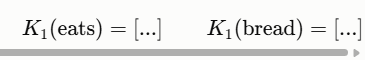 K₁(eats) = [...] K₁(bread) = [...]